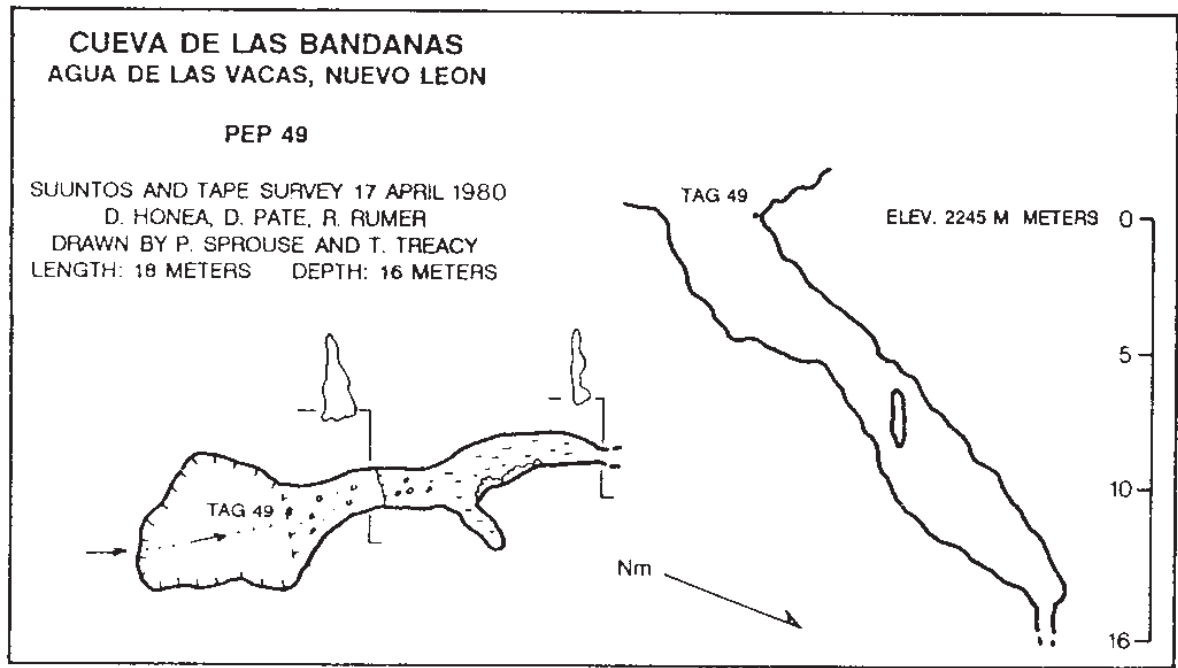 CUEVA DE LAS BANDANAS
AGUA DE LAS VACAS, NUEVO LEON
PEP 49
SUUNTOS AND TAPE SURVEY 17 APRIL 1980
D. HONEA, D. PATE, R. RUMER
DRAWN BY P. SPROUSE AND T. TREACY
LENGTH: 18 METERS DEPTH: 16 METERS
TAG 49
ELEV. 2245 M METERS 0
5
10
16
TAG 49
Nm